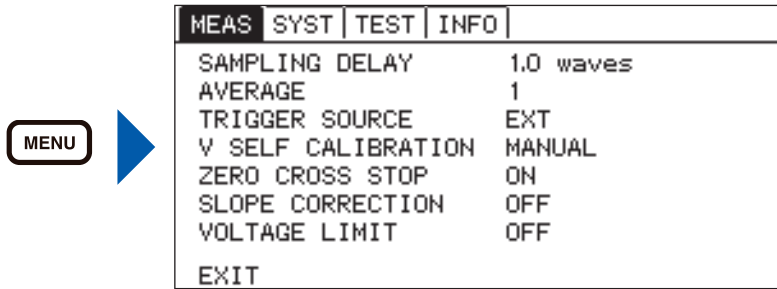 MENU
MEAS SYST TEST INFO
SAMPLING DELAY 1.0 waves
AVERAGE 1
TRIGGER SOURCE EXT
V SELF CALIBRATION MANUAL
ZERO CROSS STOP ON
SLOPE CORRECTION OFF
VOLTAGE LIMIT OFF
EXIT